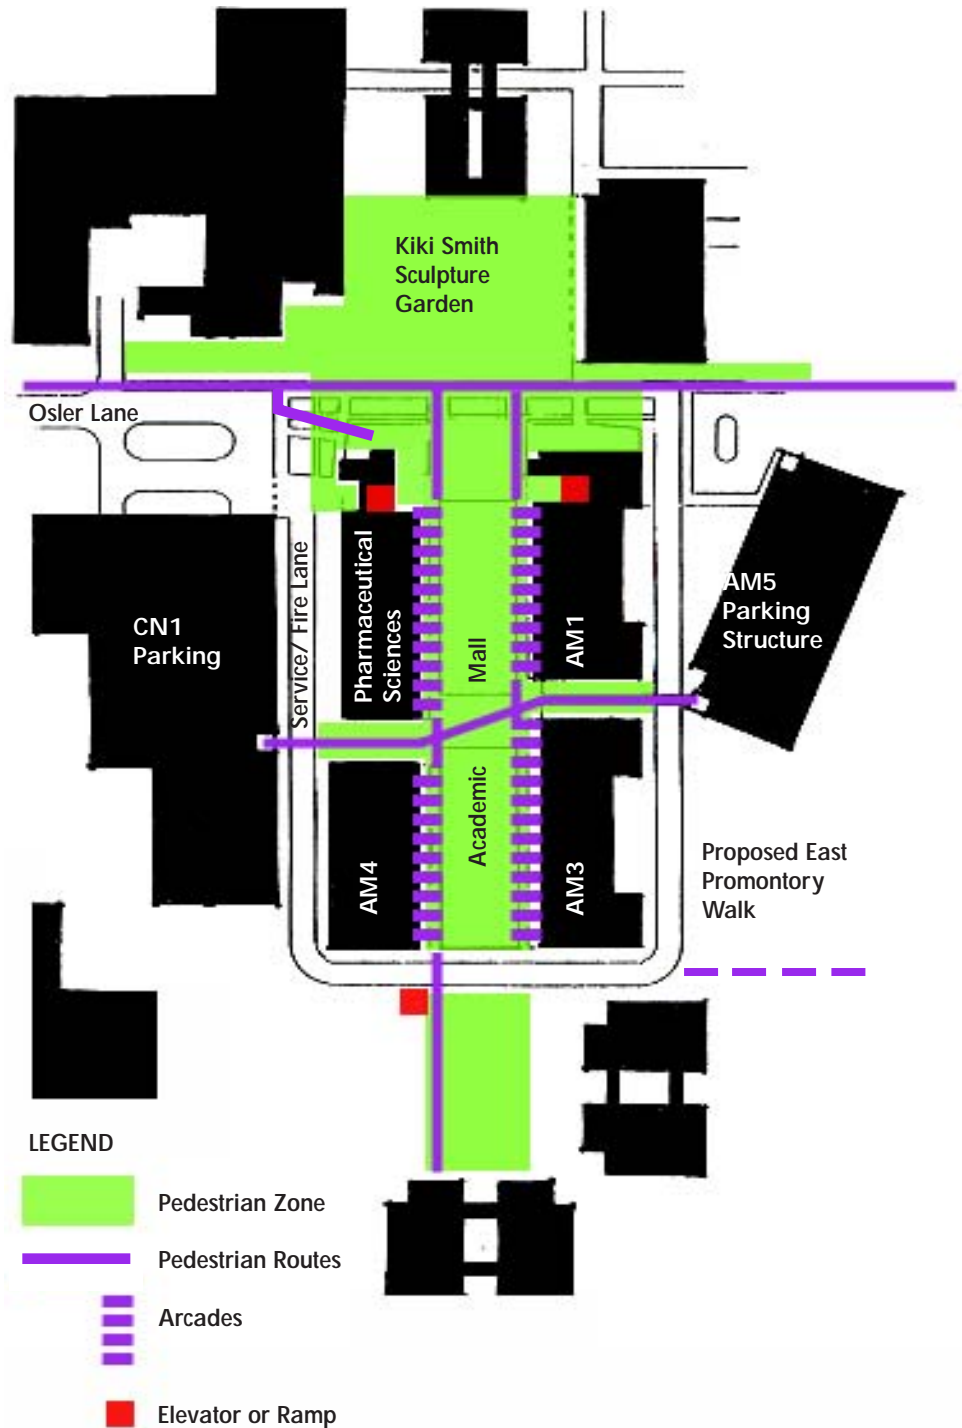 Kiki Smith
Sculpture
Garden
Osler Lane
Service/ Fire Lane
Pharmaceutical
Sciences
CN1
Parking
Mall
AM1
AM5
Parking
Structure
Academic
AM4
AM3
Proposed East
Promontory
Walk
LEGEND
Pedestrian Zone
Pedestrian Routes
Arcades
Elevator or Ramp